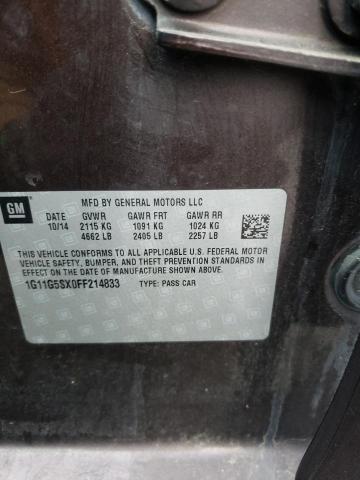 GM
MFD BY GENERAL MOTORS LLC
DATE GVWR GAWR FRT GAWR RR
10/14 2115 KG 1091 KG 1024 KG
4662 LB 2405 LB 2257 LB
THIS VEHICLE CONFORMS TO ALL APPLICABLE U.S. FEDERAL MOTOR
VEHICLE SAFETY, BUMPER, AND THEFT PREVENTION STANDARDS IN
EFFECT ON THE DATE OF MANUFACTURE SHOWN ABOVE.
1G11G5SX0FF214833 TYPE: PASS CAR